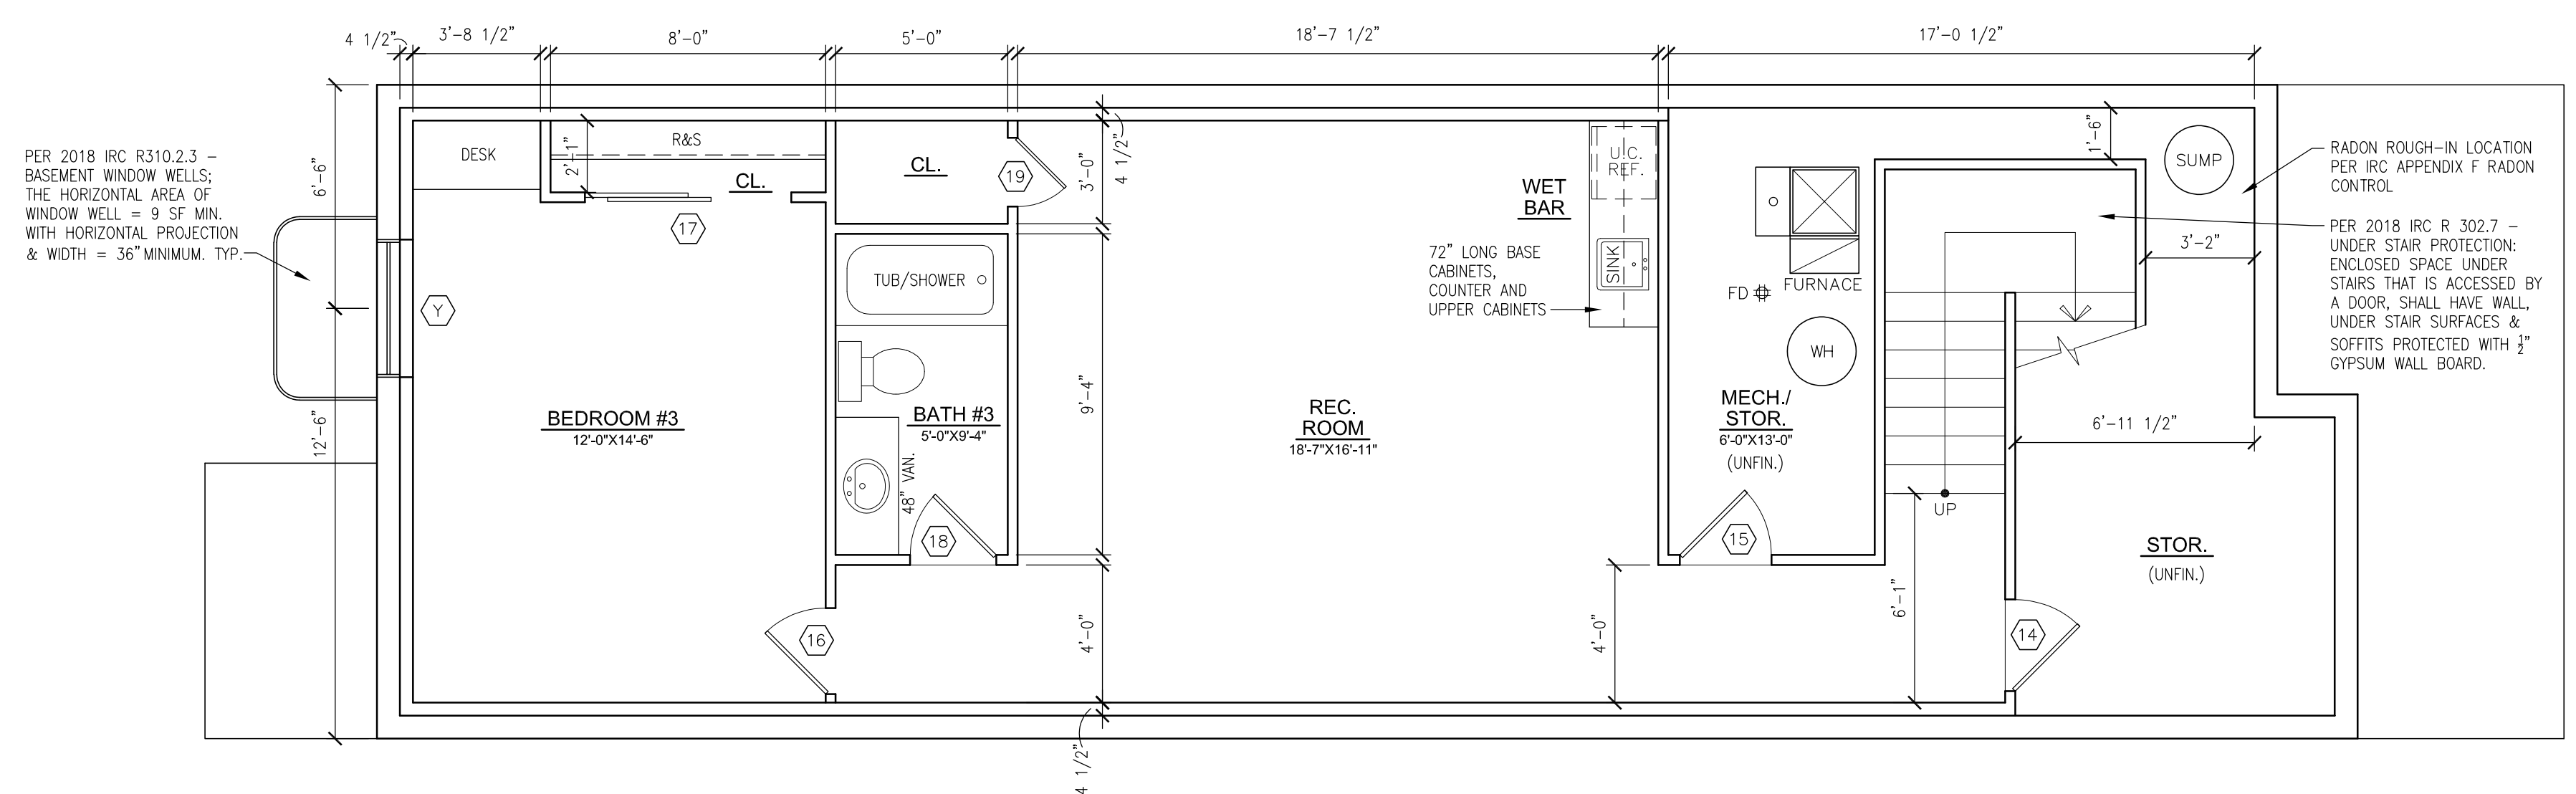 4 1/2"
3'-8 1/2"
8'-0"
5'-0"
18'-7 1/2"
17'-0 1/2"
PER 2018 IRC R310.2.3 –
BASEMENT WINDOW WELLS;
THE HORIZONTAL AREA OF
WINDOW WELL = 9 SF MIN.
WITH HORIZONTAL PROJECTION
& WIDTH = 36" MINIMUM. TYP.
6'-6"
12'-6"
Y
DESK
2'-1"
R&S
CL.
17
BEDROOM #3
12'-0"X14'-6"
16
CL.
19
3'-0"
4 1/2"
TUB/SHOWER
BATH #3
5'-0"X9'-4"
48" VAN.
18
9'-4"
4'-0"
4 1/2"
REC.
ROOM
18'-7"X16'-11"
WET
BAR
U.C.
REF.
SINK
72" LONG BASE
CABINETS,
COUNTER AND
UPPER CABINETS
4'-0"
FD
FURNACE
WH
MECH./
STOR.
6'-0"X13'-0"
(UNFIN.)
15
UP
6'-1"
14
1'-6"
SUMP
3'-2"
6'-11 1/2"
STOR.
(UNFIN.)
RADON ROUGH-IN LOCATION
PER IRC APPENDIX F RADON
CONTROL
PER 2018 IRC R 302.7 –
UNDER STAIR PROTECTION:
ENCLOSED SPACE UNDER
STAIRS THAT IS ACCESSED BY
A DOOR, SHALL HAVE WALL,
UNDER STAIR SURFACES &
SOFFITS PROTECTED WITH 1/2"
GYPSUM WALL BOARD.